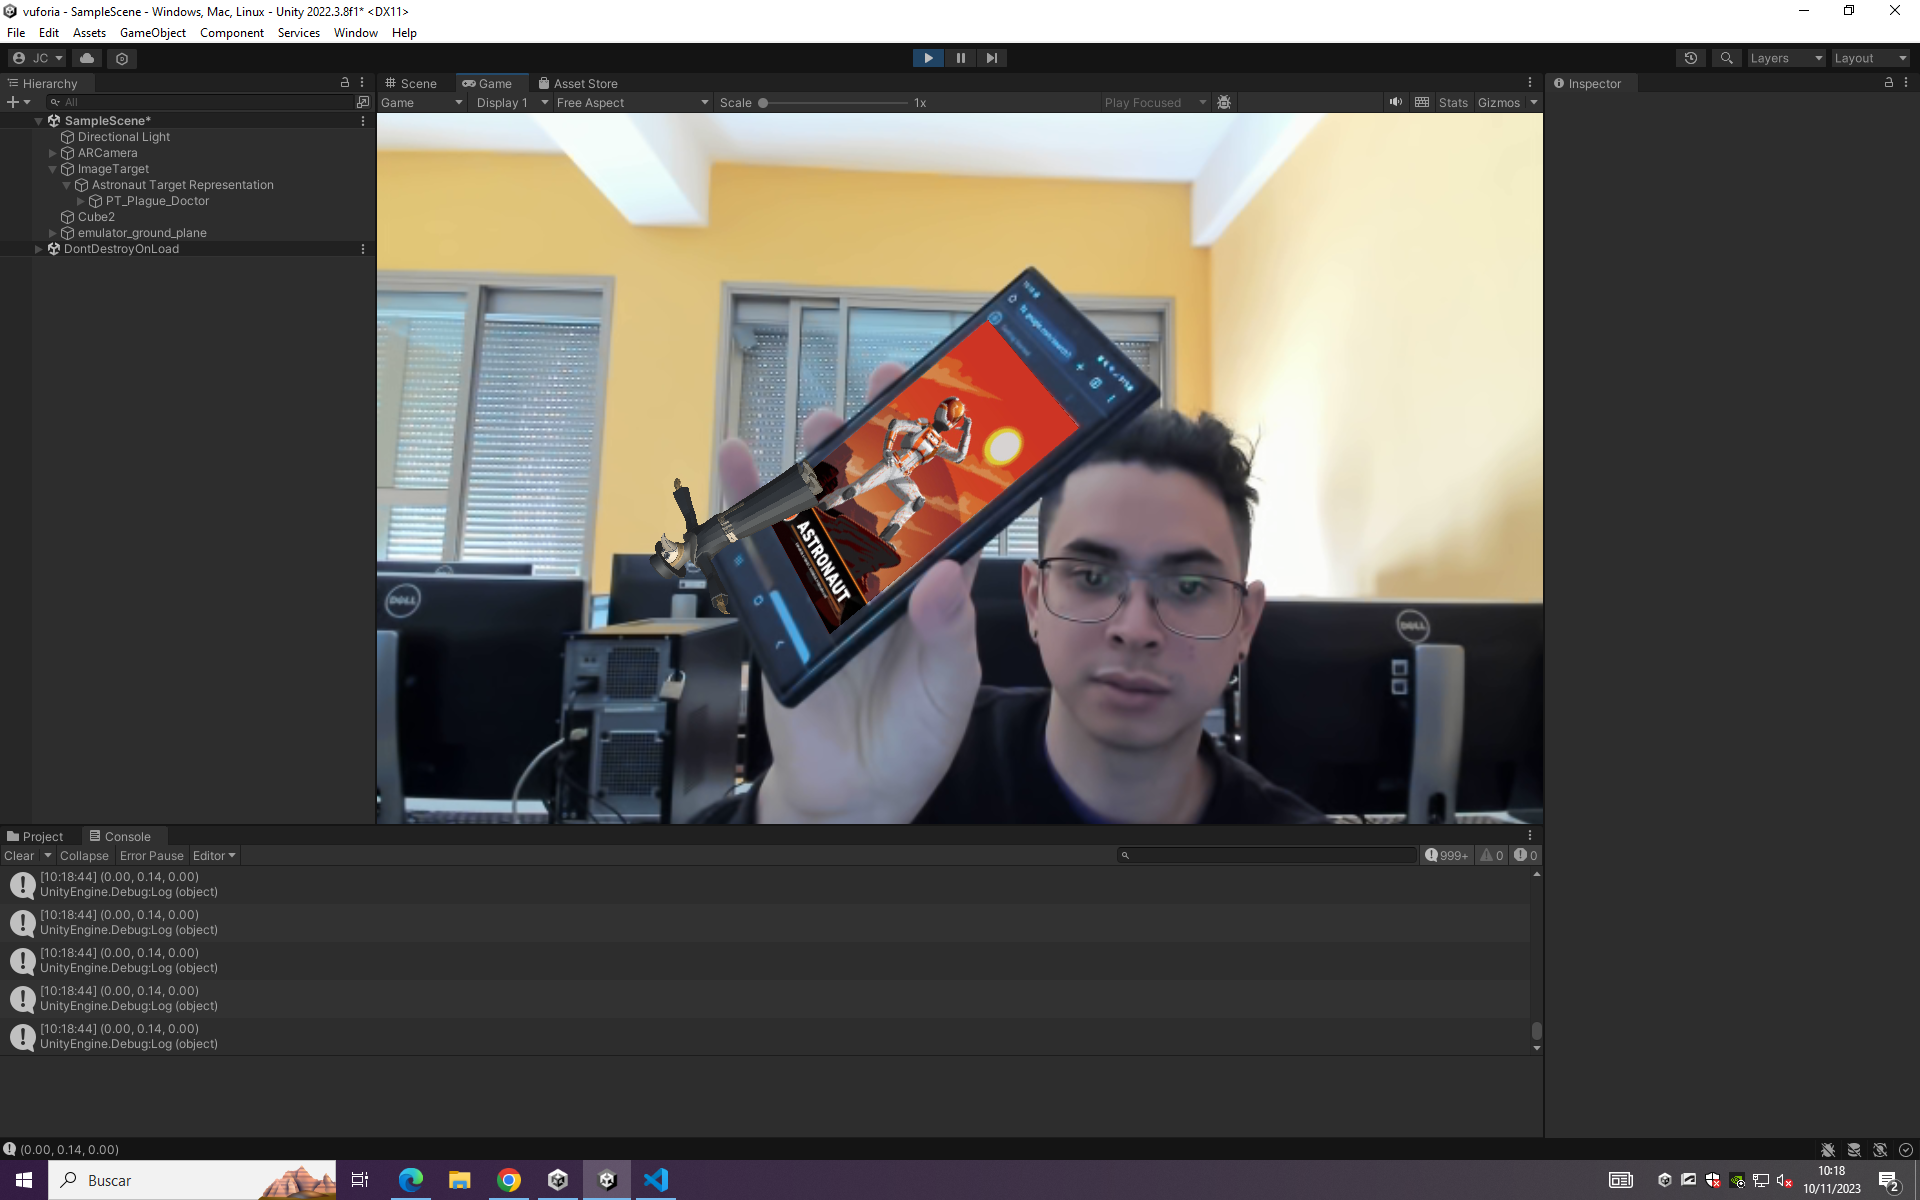 vuforia - SampleScene - Windows, Mac, Linux - Unity 2022.3.8f1* <DX11>
File Edit Assets GameObject Component Services Window Help
JC Layers Layout
Hierarchy Scene Game Asset Store Inspector
All Game Display 1 Free Aspect Scale 1x Play Focused Stats Gizmos
SampleScene*
Directional Light
ARCamera
ImageTarget
Astronaut Target Representation
PT_Plague_Doctor
Cube2
emulator_ground_plane
DontDestroyOnLoad
ASTRONAUT
DELL
DELL
Project Console
Clear Collapse Error Pause Editor 999+ 0 0
[10:18:44] (0.00, 0.14, 0.00)
UnityEngine.Debug:Log (object)
[10:18:44] (0.00, 0.14, 0.00)
UnityEngine.Debug:Log (object)
[10:18:44] (0.00, 0.14, 0.00)
UnityEngine.Debug:Log (object)
[10:18:44] (0.00, 0.14, 0.00)
UnityEngine.Debug:Log (object)
[10:18:44] (0.00, 0.14, 0.00)
UnityEngine.Debug:Log (object)
(0.00, 0.14, 0.00)
Buscar
10:18
10/11/2023
2